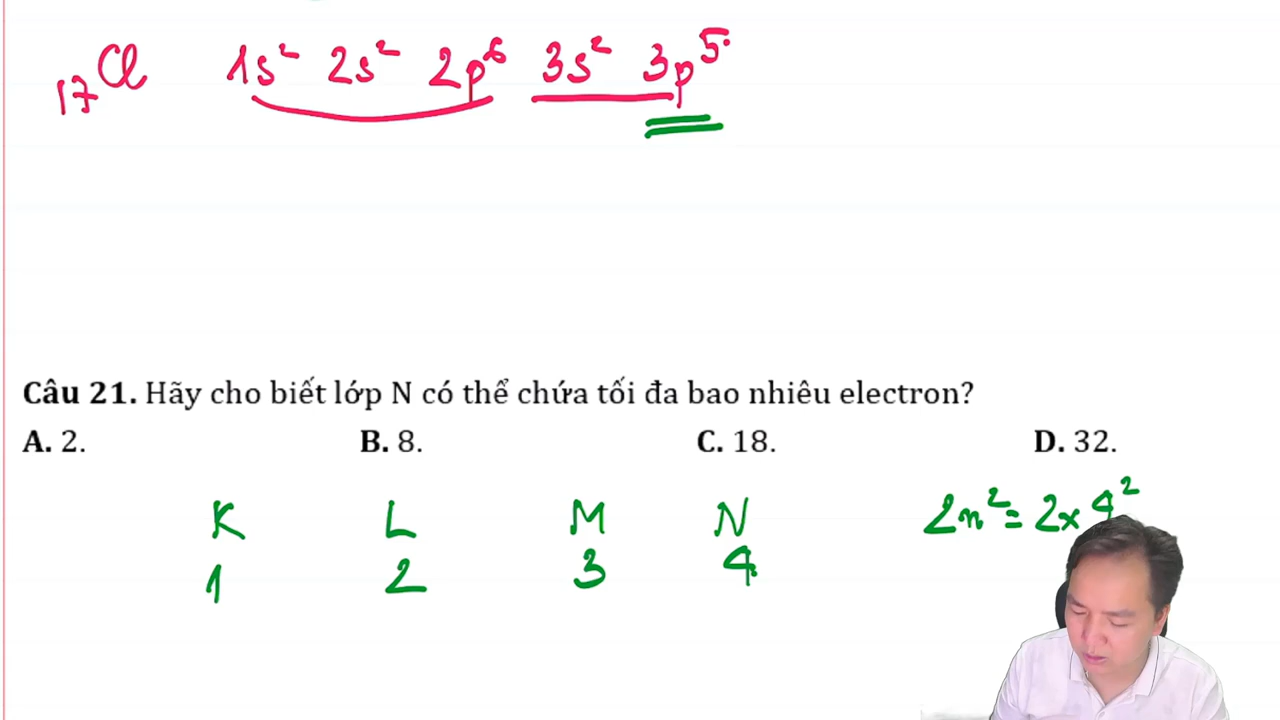 ₁₇Cl 1s² 2s² 2p⁶ 3s² 3p⁵
Câu 21. Hãy cho biết lớp N có thể chứa tối đa bao nhiêu electron?
A. 2. B. 8. C. 18. D. 32.
K L M N 2n² = 2x4²
1 2 3 4